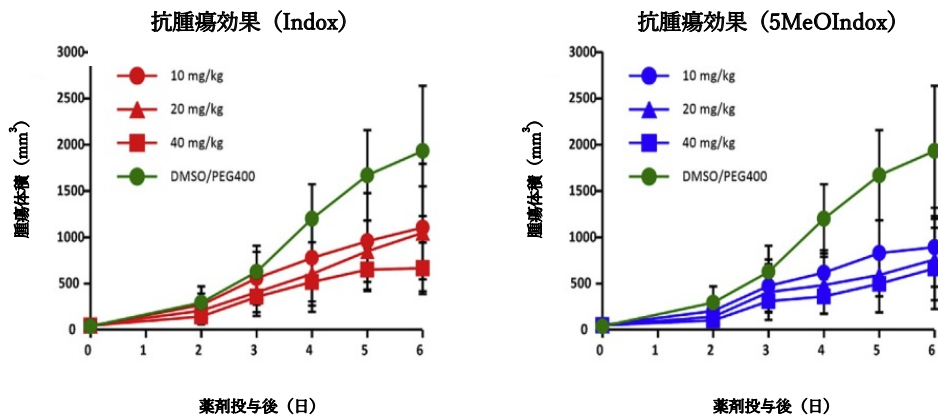 抗腫瘍効果（Indox）
3000
2500
2000
1500
1000
500
0
腫瘍体積（mm³）
10 mg/kg
20 mg/kg
40 mg/kg
DMSO/PEG400
0 1 2 3 4 5 6
薬剤投与後（日）
抗腫瘍効果（5MeOIndox）
3000
2500
2000
1500
1000
500
0
腫瘍体積（mm³）
10 mg/kg
20 mg/kg
40 mg/kg
DMSO/PEG400
0 1 2 3 4 5 6
薬剤投与後（日）